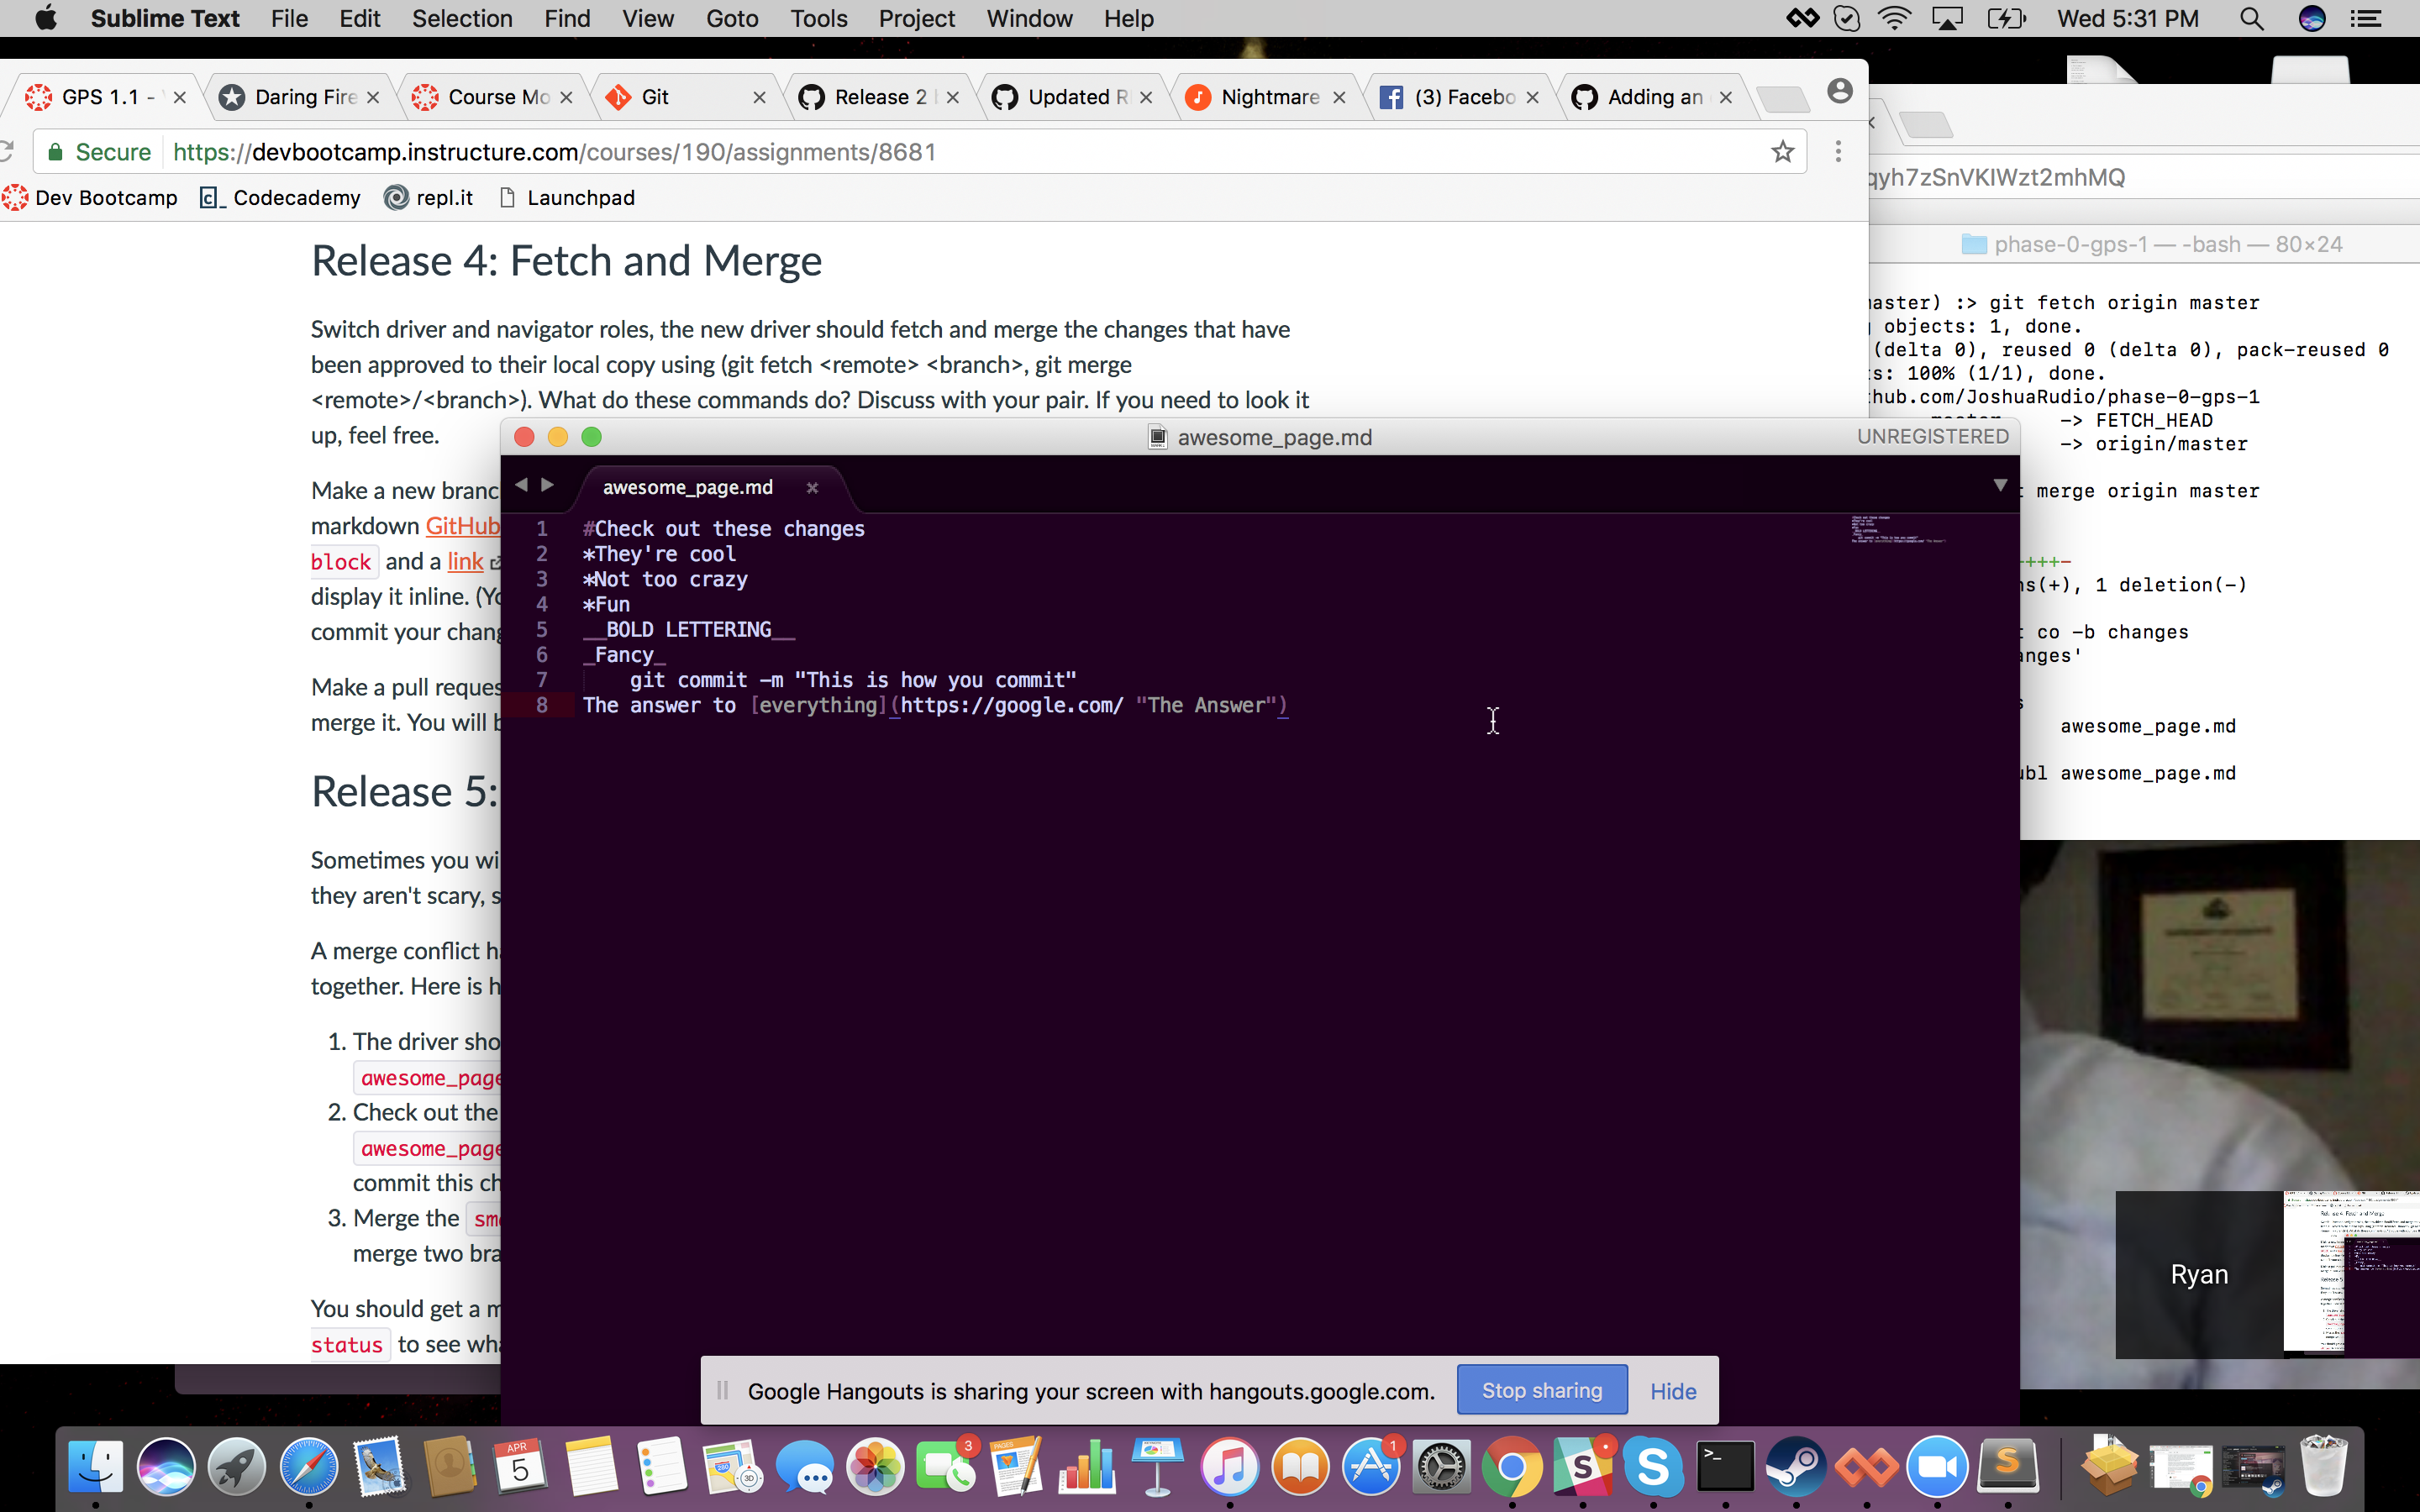 Sublime Text File Edit Selection Find View Goto Tools Project Window Help Wed 5:31 PM
GPS 1.1 - Daring Fire Course Mo Git Release 2 Updated R Nightmare (3) Facebo Adding an
Secure https://devbootcamp.instructure.com/courses/190/assignments/8681
Dev Bootcamp Codecademy repl.it Launchpad
Release 4: Fetch and Merge
Switch driver and navigator roles, the new driver should fetch and merge the changes that have
been approved to their local copy using (git fetch <remote> <branch>, git merge
<remote>/<branch>). What do these commands do? Discuss with your pair. If you need to look it
up, feel free.
Make a new branc
markdown GitHub
block and a link
display it inline. (Yo
commit your chang
Make a pull reques
merge it. You will b
Release 5:
Sometimes you wi
they aren't scary, s
A merge conflict ha
together. Here is h
1. The driver sho
awesome_page
2. Check out the
awesome_page
commit this ch
3. Merge the sm
merge two bra
You should get a m
status to see wha
awesome_page.md
UNREGISTERED
awesome_page.md
1 #Check out these changes
2 *They're cool
3 *Not too crazy
4 *Fun
5 __BOLD LETTERING__
6 _Fancy_
7 git commit -m "This is how you commit"
8 The answer to [everything](https://google.com/ "The Answer")
qyh7zSnVKIWzt2mhMQ
phase-0-gps-1 — -bash — 80×24
aster) :> git fetch origin master
objects: 1, done.
(delta 0), reused 0 (delta 0), pack-reused 0
s: 100% (1/1), done.
hub.com/JoshuaRudio/phase-0-gps-1
-> FETCH_HEAD
-> origin/master
merge origin master
++++-
ns(+), 1 deletion(-)
co -b changes
anges'
s
awesome_page.md
ubl awesome_page.md
Ryan
Google Hangouts is sharing your screen with hangouts.google.com. Stop sharing Hide
APR
5
3
PAGES
280
3D
1